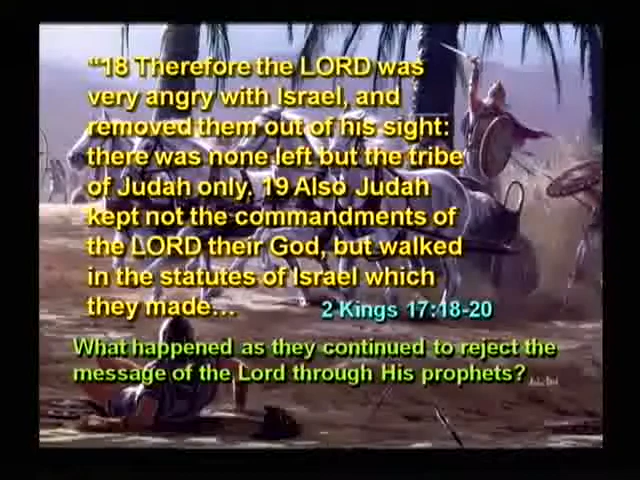 “18 Therefore the LORD was
very angry with Israel, and
removed them out of his sight:
there was none left but the tribe
of Judah only. 19 Also Judah
kept not the commandments of
the LORD their God, but walked
in the statutes of Israel which
they made… 2 Kings 17:18-20
What happened as they continued to reject the
message of the Lord through His prophets?